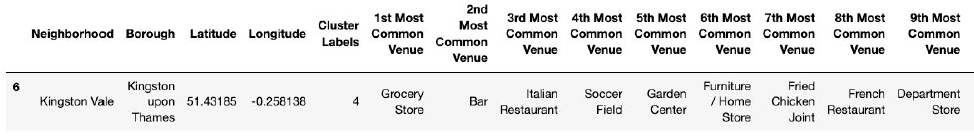 Neighborhood Borough Latitude Longitude Cluster Labels 1st Most Common Venue 2nd Most Common Venue 3rd Most Common Venue 4th Most Common Venue 5th Most Common Venue 6th Most Common Venue 7th Most Common Venue 8th Most Common Venue 9th Most Common Venue
6 Kingston Vale Kingston upon Thames 51.43185 -0.258138 4 Grocery Store Bar Italian Restaurant Soccer Field Garden Center Furniture / Home Store Fried Chicken Joint French Restaurant Department Store